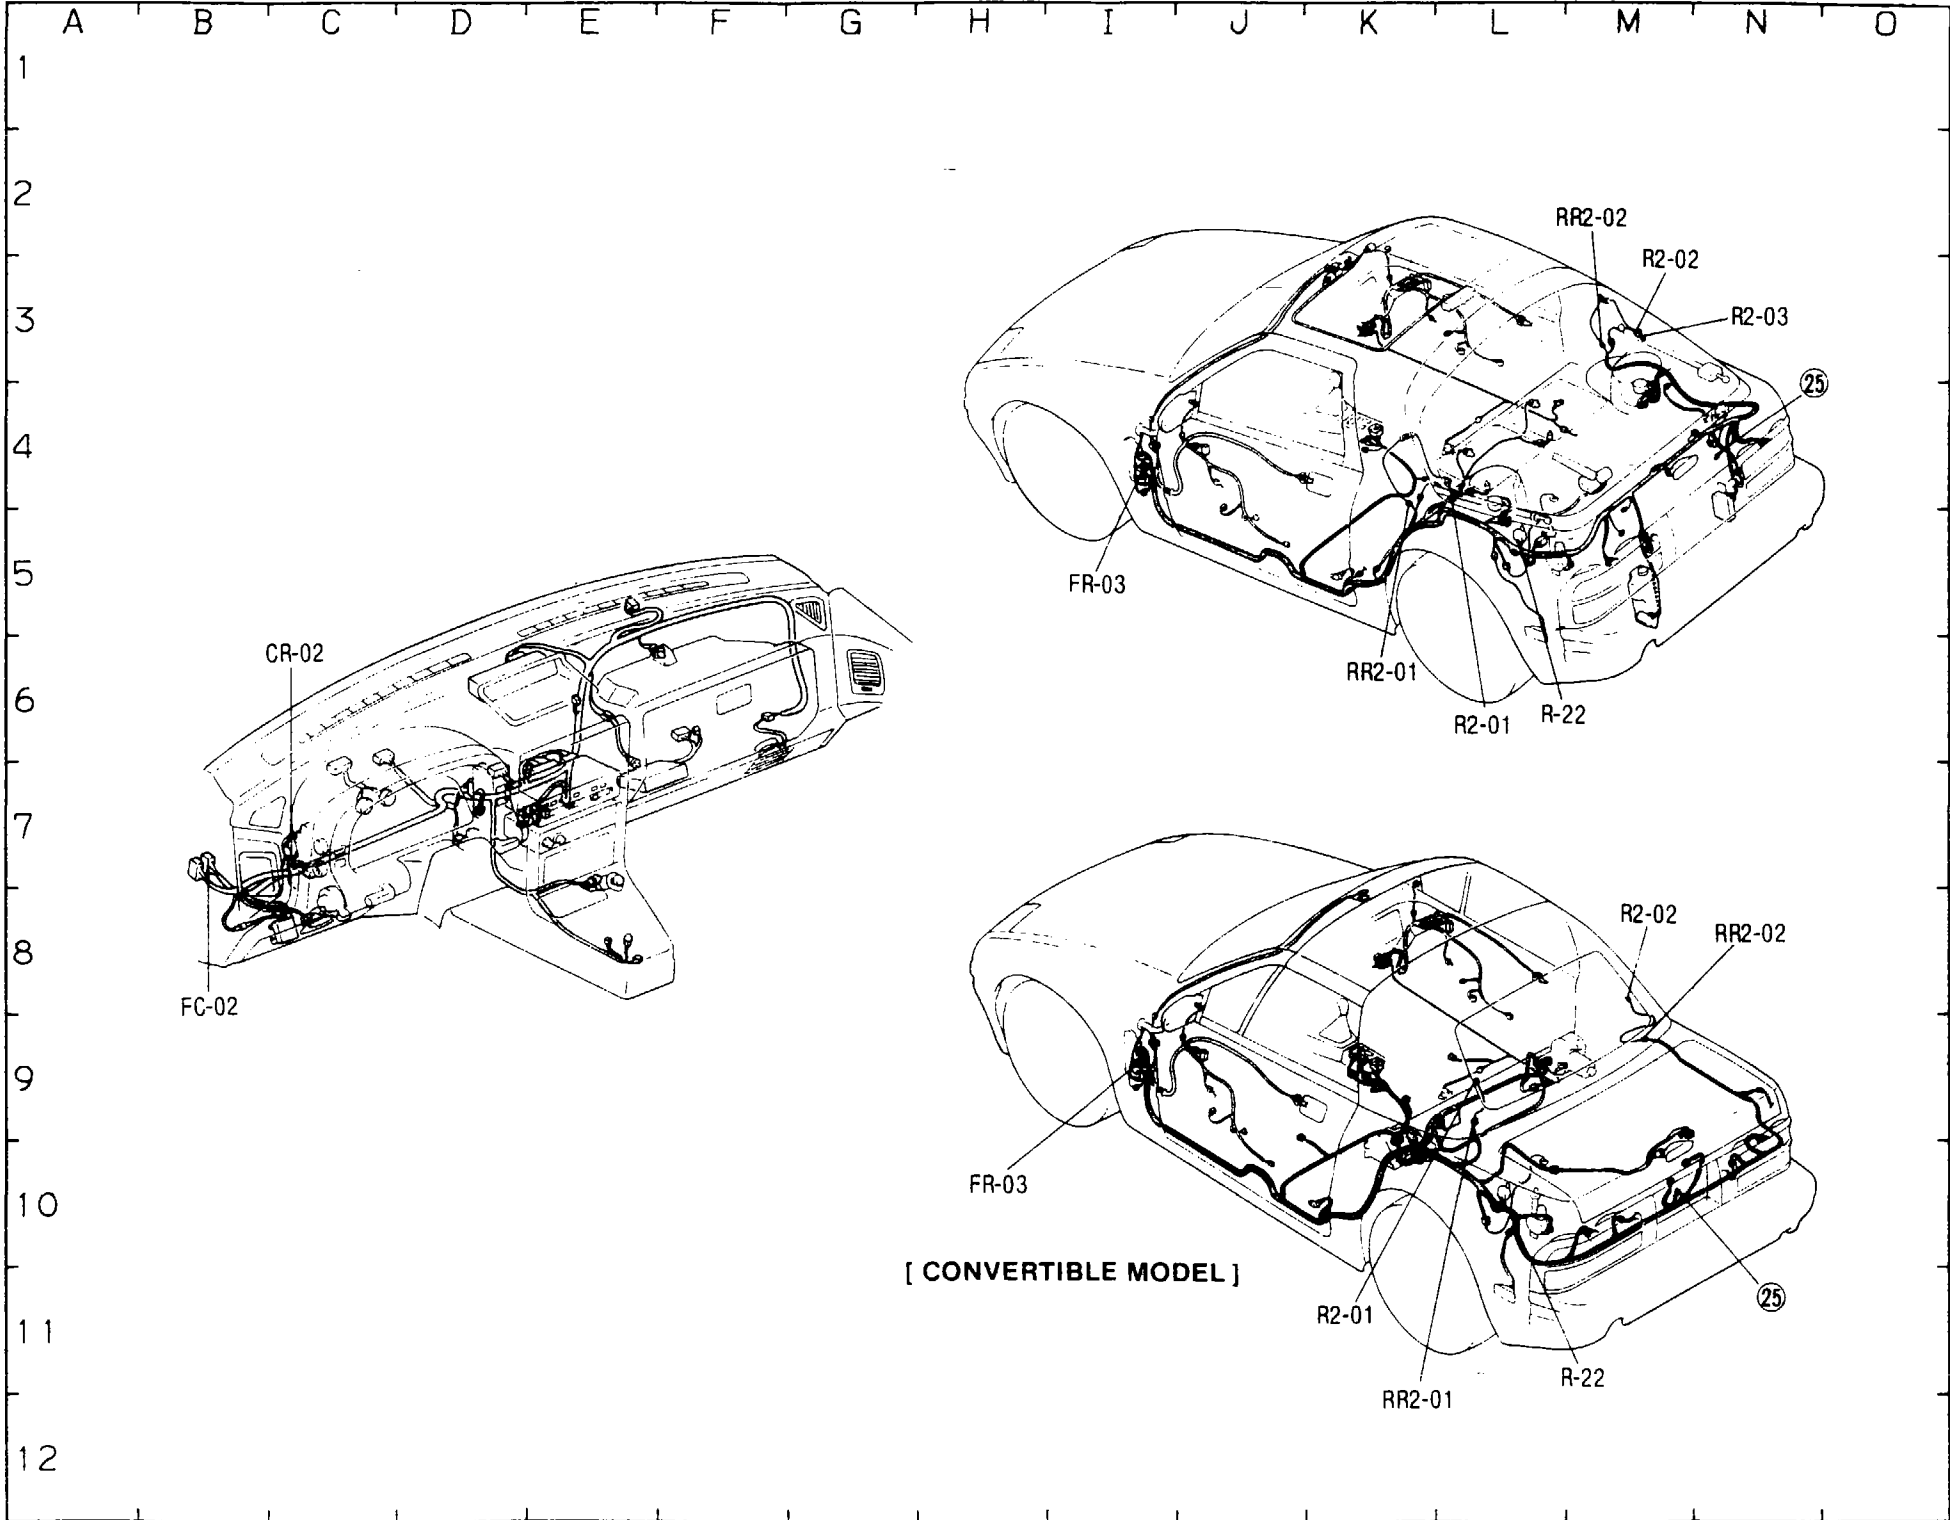 A B C D E F G H I J K L M N O
1
2
RR2-02
R2-02
3
R2-03
25
4
5
FR-03
CR-02
RR2-01
6
R2-01
R-22
7
R2-02
8
RR2-02
FC-02
9
FR-03
10
[ CONVERTIBLE MODEL ]
25
R2-01
11
R-22
RR2-01
12